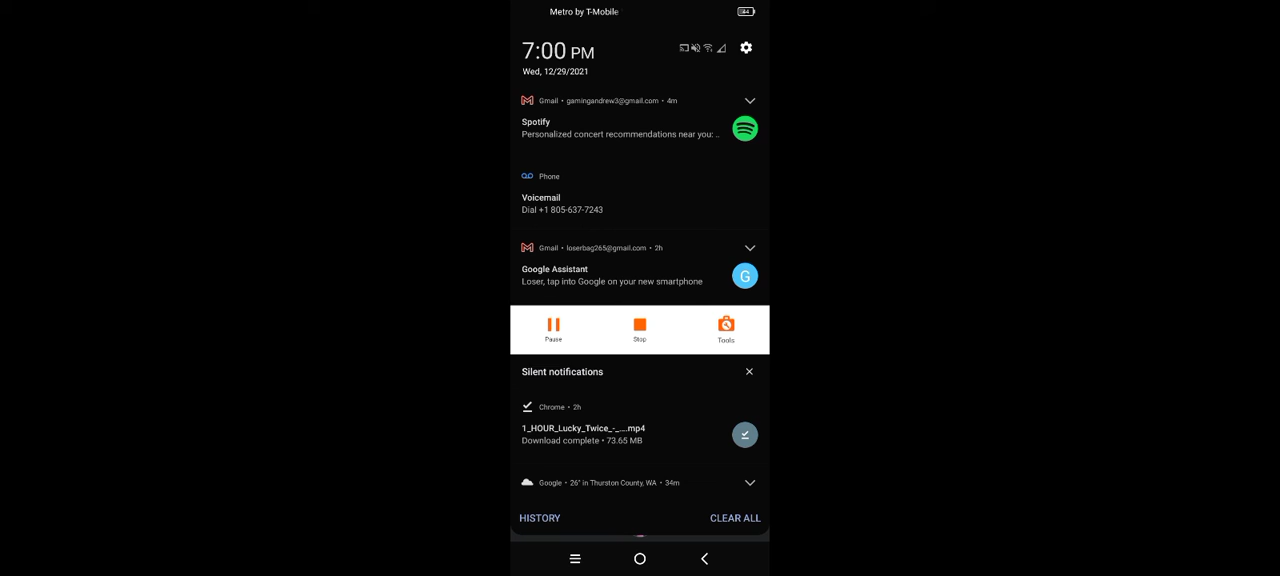 Metro by T-Mobile
44
7:00 PM
Wed, 12/29/2021
Gmail • gamingandrew3@gmail.com • 4m
Spotify
Personalized concert recommendations near you: ..
Phone
Voicemail
Dial +1 805-637-7243
Gmail • loserbag265@gmail.com • 2h
Google Assistant
Loser, tap into Google on your new smartphone
G
Pause Stop Tools
Silent notifications
Chrome • 2h
1_HOUR_Lucky_Twice_-_....mp4
Download complete • 73.65 MB
Google • 26° in Thurston County, WA • 34m
HISTORY CLEAR ALL